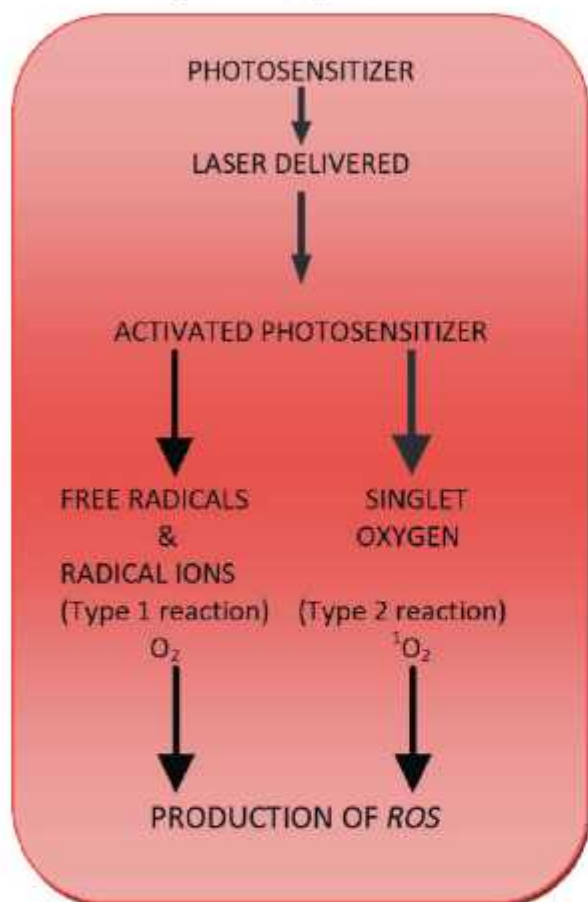 PHOTOSENSITIZER
LASER DELIVERED
ACTIVATED PHOTOSENSITIZER
FREE RADICALS
&
RADICAL IONS
(Type 1 reaction)
O₂
SINGLET
OXYGEN
(Type 2 reaction)
¹O₂
PRODUCTION OF ROS